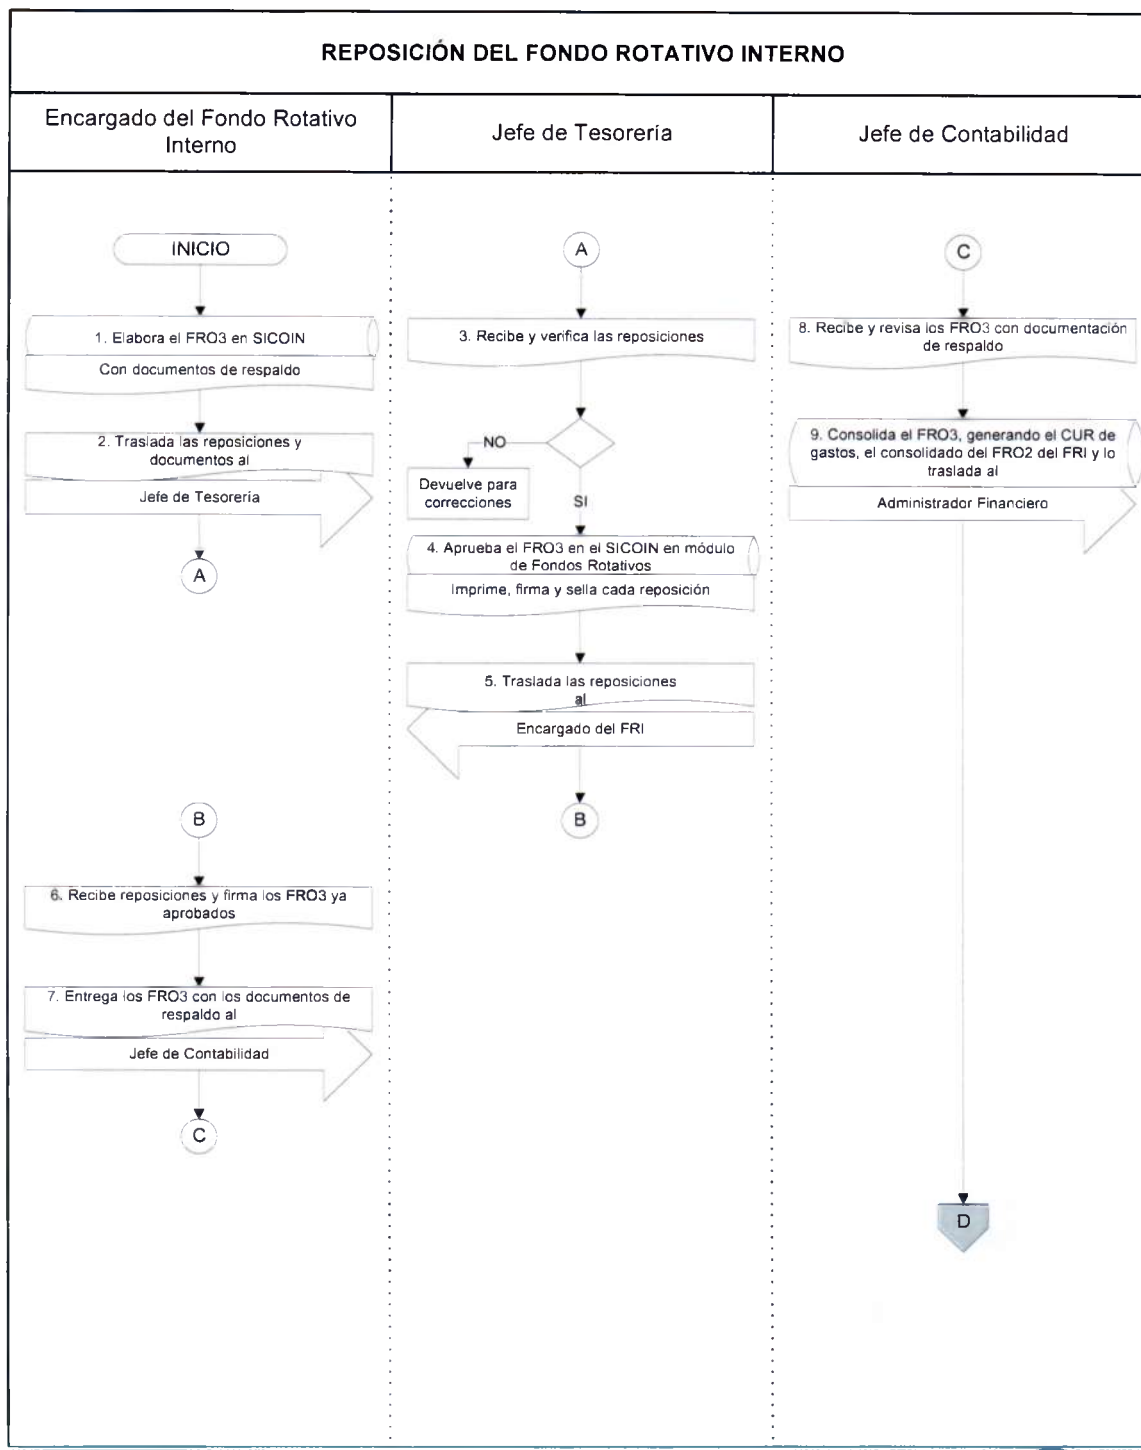 REPOSICIÓN DEL FONDO ROTATIVO INTERNO
Encargado del Fondo Rotativo
Interno
Jefe de Tesorería
Jefe de Contabilidad
INICIO
1. Elabora el FRO3 en SICOIN
Con documentos de respaldo
2. Traslada las reposiciones y
documentos al
Jefe de Tesorería
A
A
3. Recibe y verifica las reposiciones
NO
Devuelve para
correcciones
SI
4. Aprueba el FRO3 en el SICOIN en módulo
de Fondos Rotativos
Imprime, firma y sella cada reposición
5. Traslada las reposiciones
al
Encargado del FRI
B
B
6. Recibe reposiciones y firma los FRO3 ya
aprobados
7. Entrega los FRO3 con los documentos de
respaldo al
Jefe de Contabilidad
C
C
8. Recibe y revisa los FRO3 con documentación
de respaldo
9. Consolida el FRO3, generando el CUR de
gastos, el consolidado del FRO2 del FRI y lo
traslada al
Administrador Financiero
D